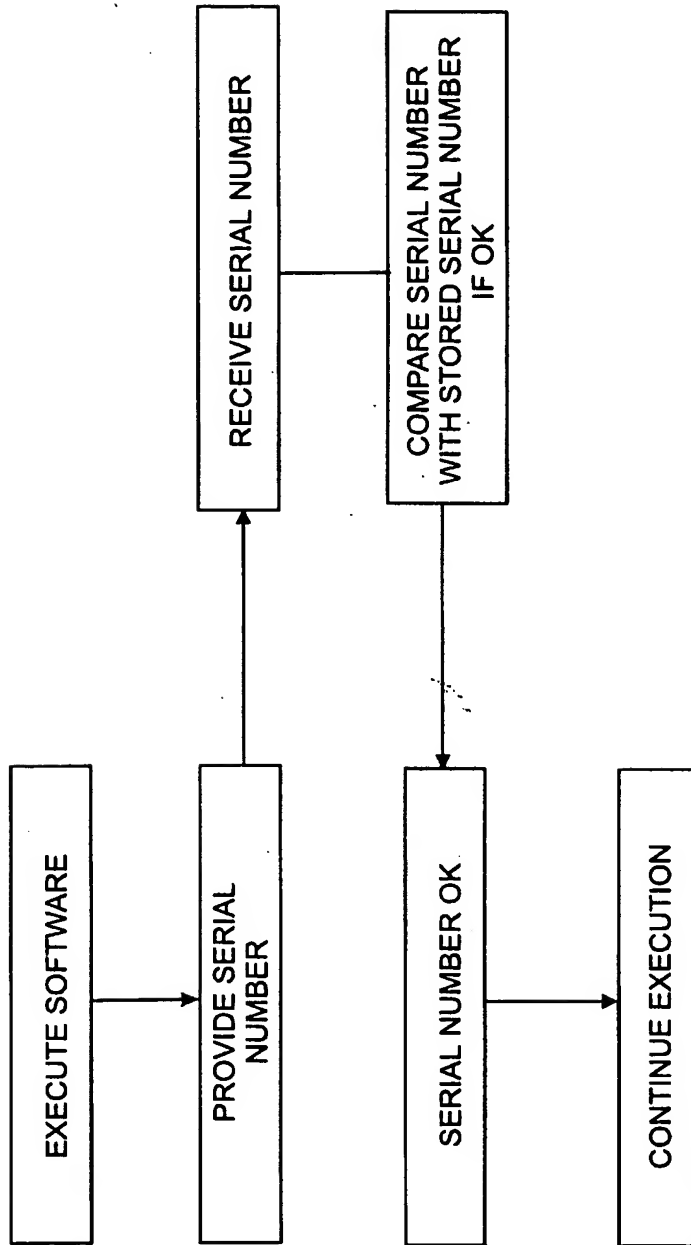 EXECUTE SOFTWARE
PROVIDE SERIAL
NUMBER
RECEIVE SERIAL NUMBER
COMPARE SERIAL NUMBER
WITH STORED SERIAL NUMBER
IF OK
SERIAL NUMBER OK
CONTINUE EXECUTION